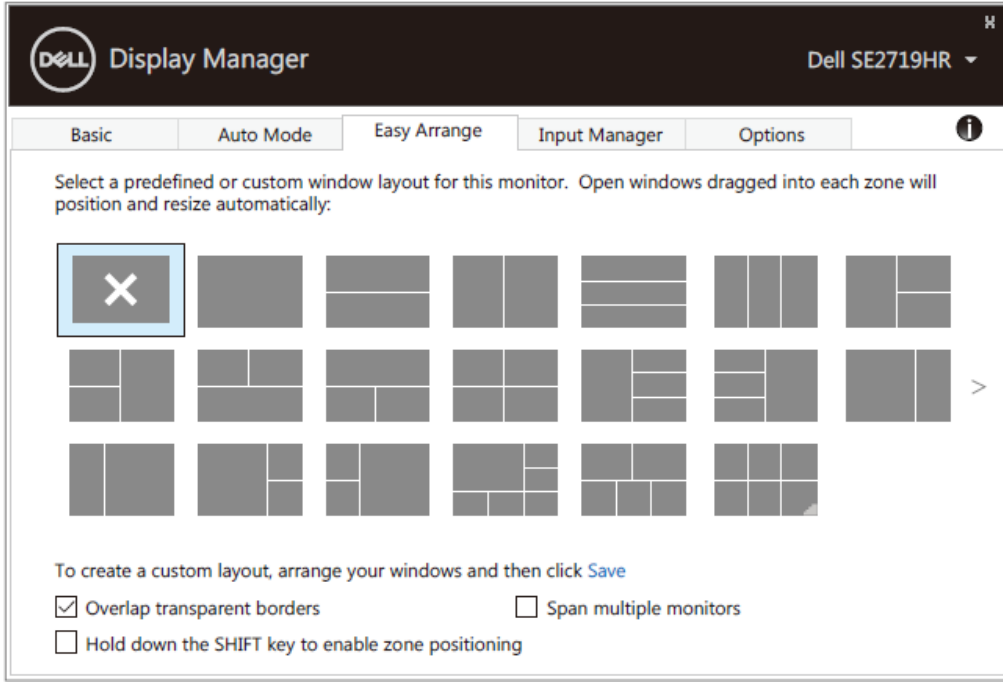 DELL Display Manager
Dell SE2719HR
Basic Auto Mode Easy Arrange Input Manager Options
Select a predefined or custom window layout for this monitor. Open windows dragged into each zone will
position and resize automatically:
>
To create a custom layout, arrange your windows and then click Save
Overlap transparent borders
Span multiple monitors
Hold down the SHIFT key to enable zone positioning